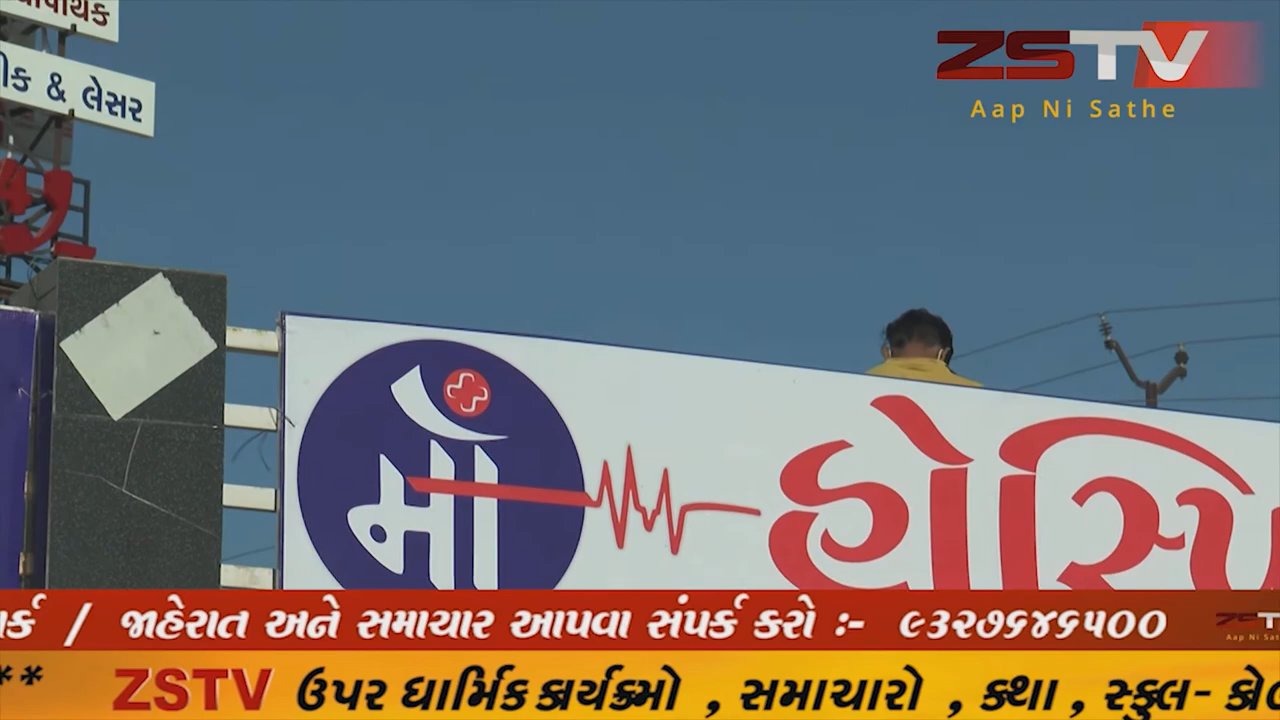 ZSTV
Aap Ni Sathe
& લેસર
માઁ
/ જાહેરાત અને સમાચાર આપવા સંપર્ક કરો :- ૯૩૨૭૬૪૬૫૦૦
ZSTV ઉપર ધાર્મિક કાર્યક્રમો , સમાચારો , કથા , સ્કુલ-